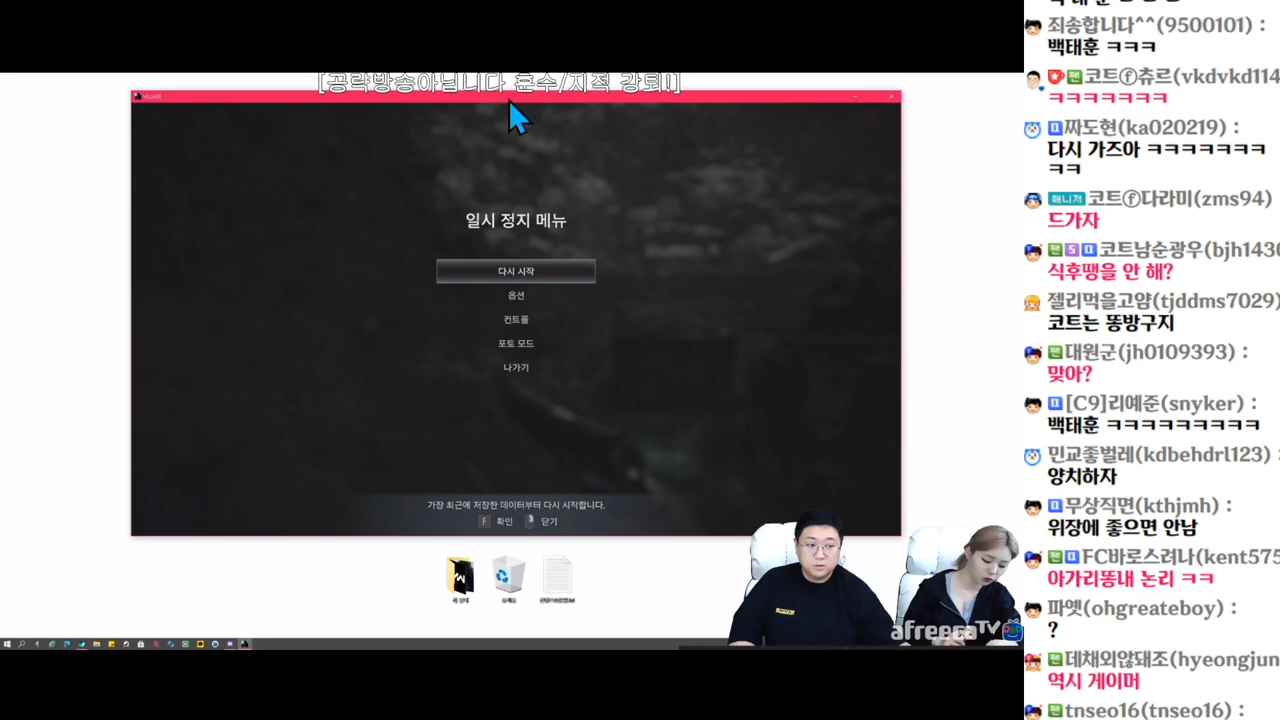 [공략방송아닙니다 훈수/지적 강퇴!]
VILLAGE
일시 정지 메뉴
다시 시작
옵션
컨트롤
포토 모드
나가기
가장 최근에 저장한 데이터부터 다시 시작합니다.
F 확인 닫기
afreecaTV
죄송합니다^^(9500101) :
백태훈 ㅋㅋㅋ
팬 코트ⓕ츄르(vkdvkd114
ㅋㅋㅋㅋㅋㅋㅋ
짜도현(ka020219) :
다시 가즈아 ㅋㅋㅋㅋㅋㅋㅋ
ㅋㅋ
매니저 코트ⓕ다라미(zms94)
드가자
팬 S 코트남순광우(bjh1430
식후땡을 안 해?
젤리먹을고얌(tjddms7029)
코트는 똥방구지
팬 대원군(jh0109393) :
맞아?
[C9]리예준(snyker) :
백태훈 ㅋㅋㅋㅋㅋㅋㅋㅋㅋ
민교좋벌레(kdbehdrl123) :
양치하자
무상직면(kthjmh) :
위장에 좋으면 안남
팬 FC바로스려나(kent575
아가리똥내 논리 ㅋㅋ
파옛(ohgreateboy) :
?
팬 데채외않돼조(hyeongjun
역시 게이머
팬 tnseo16(tnseo16) :